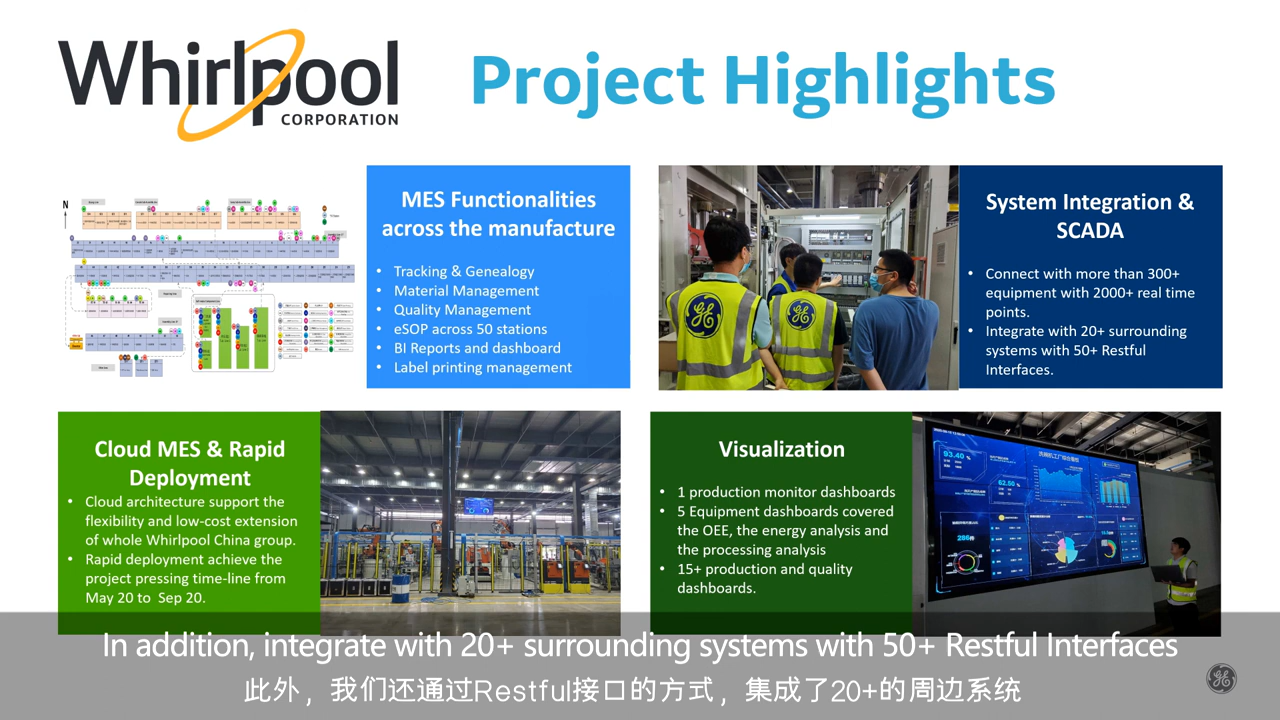 Whirlpool
CORPORATION
Project Highlights
N
MES Functionalities
across the manufacture
• Tracking & Genealogy
• Material Management
• Quality Management
• eSOP across 50 stations
• BI Reports and dashboard
• Label printing management
System Integration &
SCADA
• Connect with more than 300+
equipment with 2000+ real time
points.
• Integrate with 20+ surrounding
systems with 50+ Restful
Interfaces.
Cloud MES & Rapid
Deployment
• Cloud architecture support the
flexibility and low-cost extension
of whole Whirlpool China group.
• Rapid deployment achieve the
project pressing time-line from
May 20 to Sep 20.
Visualization
• 1 production monitor dashboards
• 5 Equipment dashboards covered
the OEE, the energy analysis and
the processing analysis
• 15+ production and quality
dashboards.
93.40 %
62.50
286
In addition, integrate with 20+ surrounding systems with 50+ Restful Interfaces
此外，我们还通过Restful接口的方式，集成了20+的周边系统